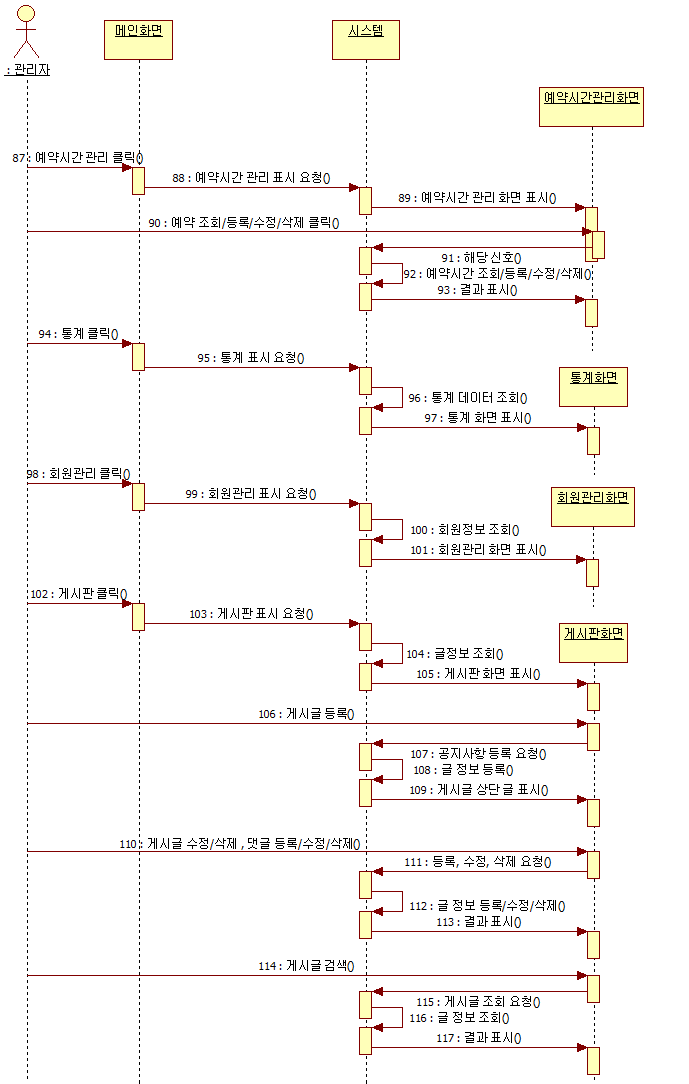 메인화면
시스템
: 관리자
예약시간관리화면
87 : 예약시간 관리 클릭()
88 : 예약시간 관리 표시 요청()
89 : 예약시간 관리 화면 표시()
90 : 예약 조회/등록/수정/삭제 클릭()
91 : 해당 신호()
92 : 예약시간 조회/등록/수정/삭제()
93 : 결과 표시()
94 : 통계 클릭()
95 : 통계 표시 요청()
통계화면
96 : 통계 데이터 조회()
97 : 통계 화면 표시()
98 : 회원관리 클릭()
99 : 회원관리 표시 요청()
회원관리화면
100 : 회원정보 조회()
101 : 회원관리 화면 표시()
102 : 게시판 클릭()
103 : 게시판 표시 요청()
게시판화면
104 : 글정보 조회()
105 : 게시판 화면 표시()
106 : 게시글 등록()
107 : 공지사항 등록 요청()
108 : 글 정보 등록()
109 : 게시글 상단 글 표시()
110 : 게시글 수정/삭제 , 댓글 등록/수정/삭제()
111 : 등록, 수정, 삭제 요청()
112 : 글 정보 등록/수정/삭제()
113 : 결과 표시()
114 : 게시글 검색()
115 : 게시글 조회 요청()
116 : 글 정보 조회()
117 : 결과 표시()